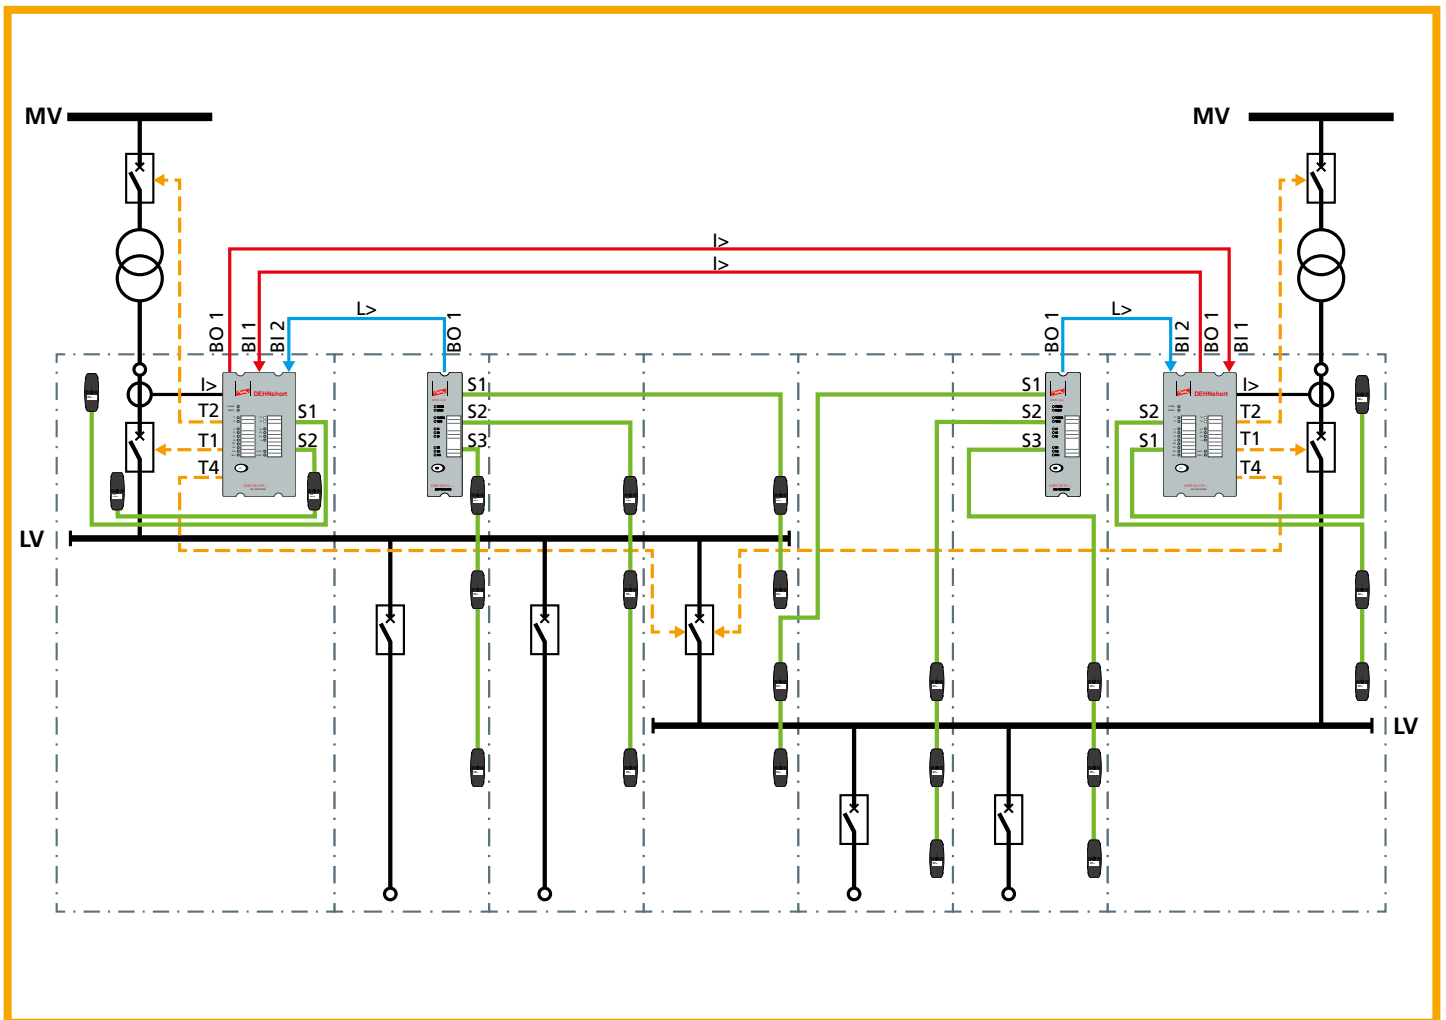 MV
MV
I>
I>
L>
L>
BO 1
BI 1
BI 2
BO 1
BO 1
BI 2
BO 1
BI 1
I>
T2
T1
T4
DEHNshort
S1
S2
S1
S2
S3
S1
S2
S3
S2
S1
DEHNshort
I>
T2
T1
T4
LV
LV